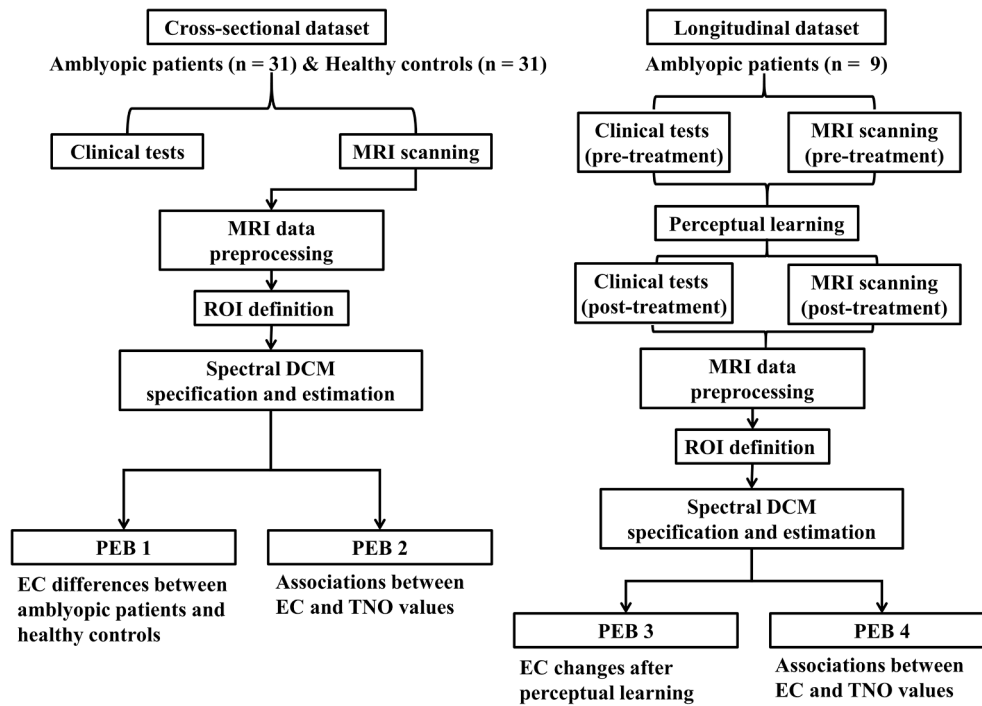 Cross-sectional dataset
Amblyopic patients (n = 31) & Healthy controls (n = 31)
Clinical tests
MRI scanning
MRI data
preprocessing
ROI definition
Spectral DCM
specification and estimation
PEB 1
EC differences between
amblyopic patients and
healthy controls
PEB 2
Associations between
EC and TNO values
Longitudinal dataset
Amblyopic patients (n = 9)
Clinical tests
(pre-treatment)
MRI scanning
(pre-treatment)
Perceptual learning
Clinical tests
(post-treatment)
MRI scanning
(post-treatment)
MRI data
preprocessing
ROI definition
Spectral DCM
specification and estimation
PEB 3
EC changes after
perceptual learning
PEB 4
Associations between
EC and TNO values